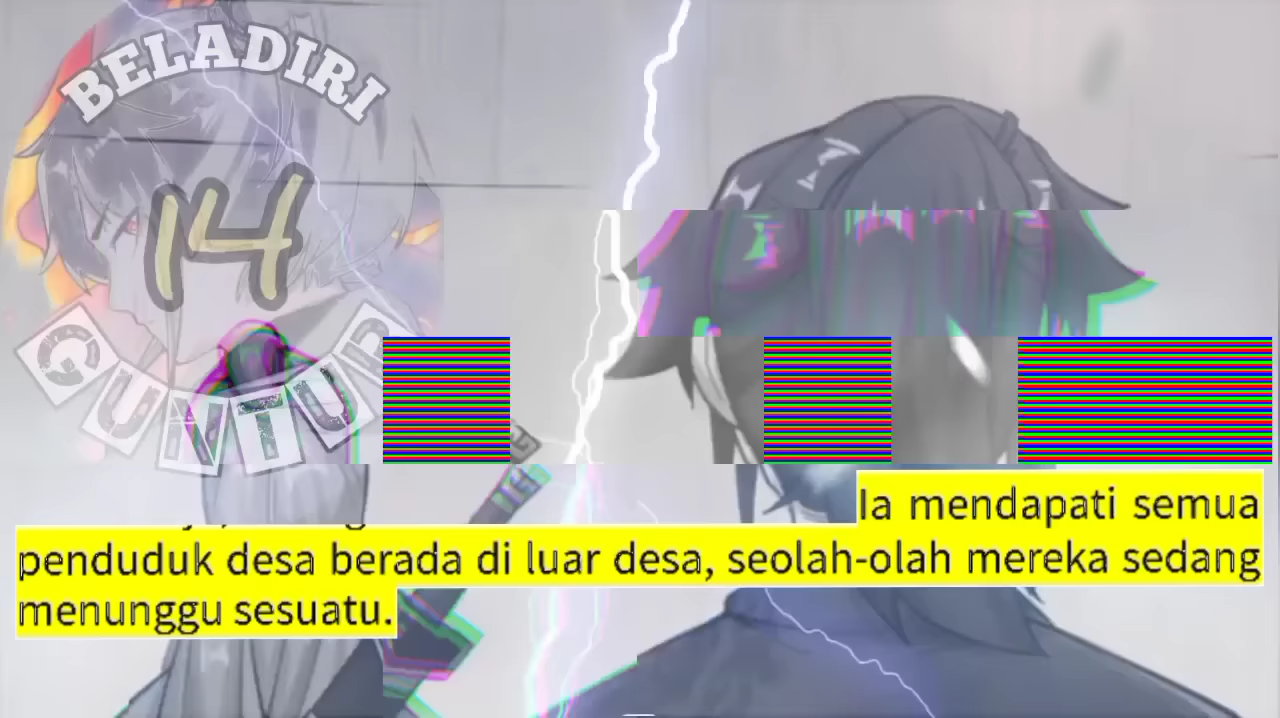 BELADIRI
14
GUNTUR
Ia mendapati semua
penduduk desa berada di luar desa, seolah-olah mereka sedang
menunggu sesuatu.